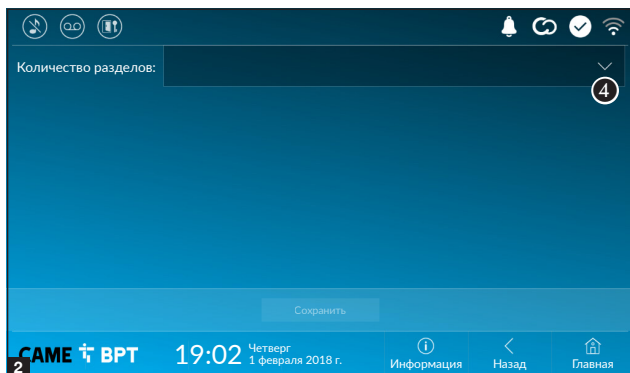 Количество разделов:
4
Сохранить
2
CAME BPT
19:02
Четверг
1 февраля 2018 г.
Информация
Назад
Главная